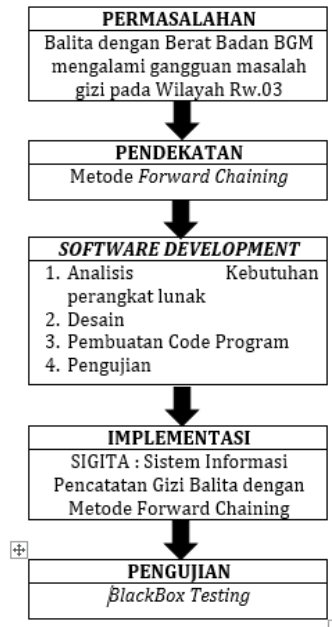 PERMASALAHAN
Balita dengan Berat Badan BGM
mengalami gangguan masalah
gizi pada Wilayah Rw.03
PENDEKATAN
Metode Forward Chaining
SOFTWARE DEVELOPMENT
1. Analisis Kebutuhan
perangkat lunak
2. Desain
3. Pembuatan Code Program
4. Pengujian
IMPLEMENTASI
SIGITA : Sistem Informasi
Pencatatan Gizi Balita dengan
Metode Forward Chaining
PENGUJIAN
BlackBox Testing